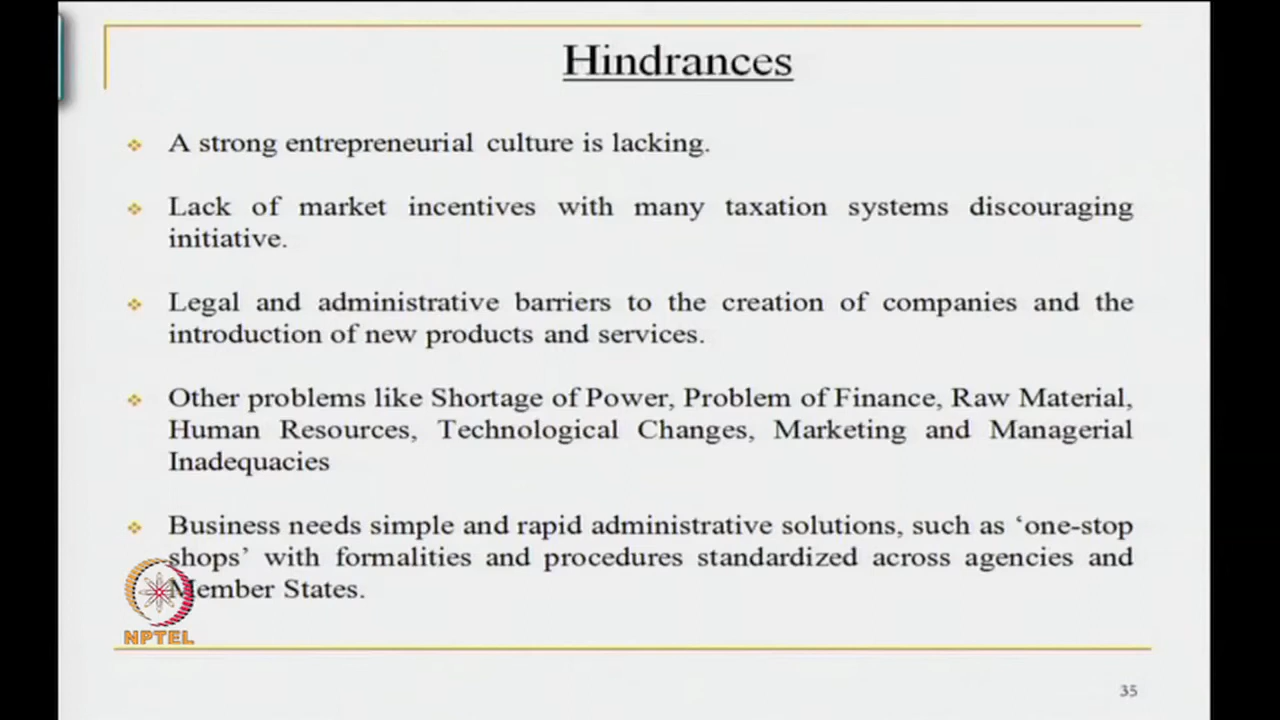 Hindrances
A strong entrepreneurial culture is lacking.
Lack of market incentives with many taxation systems discouraging
initiative.
Legal and administrative barriers to the creation of companies and the
introduction of new products and services.
Other problems like Shortage of Power, Problem of Finance, Raw Material,
Human Resources, Technological Changes, Marketing and Managerial
Inadequacies
Business needs simple and rapid administrative solutions, such as ‘one-stop
shops’ with formalities and procedures standardized across agencies and
Member States.
NPTEL
35